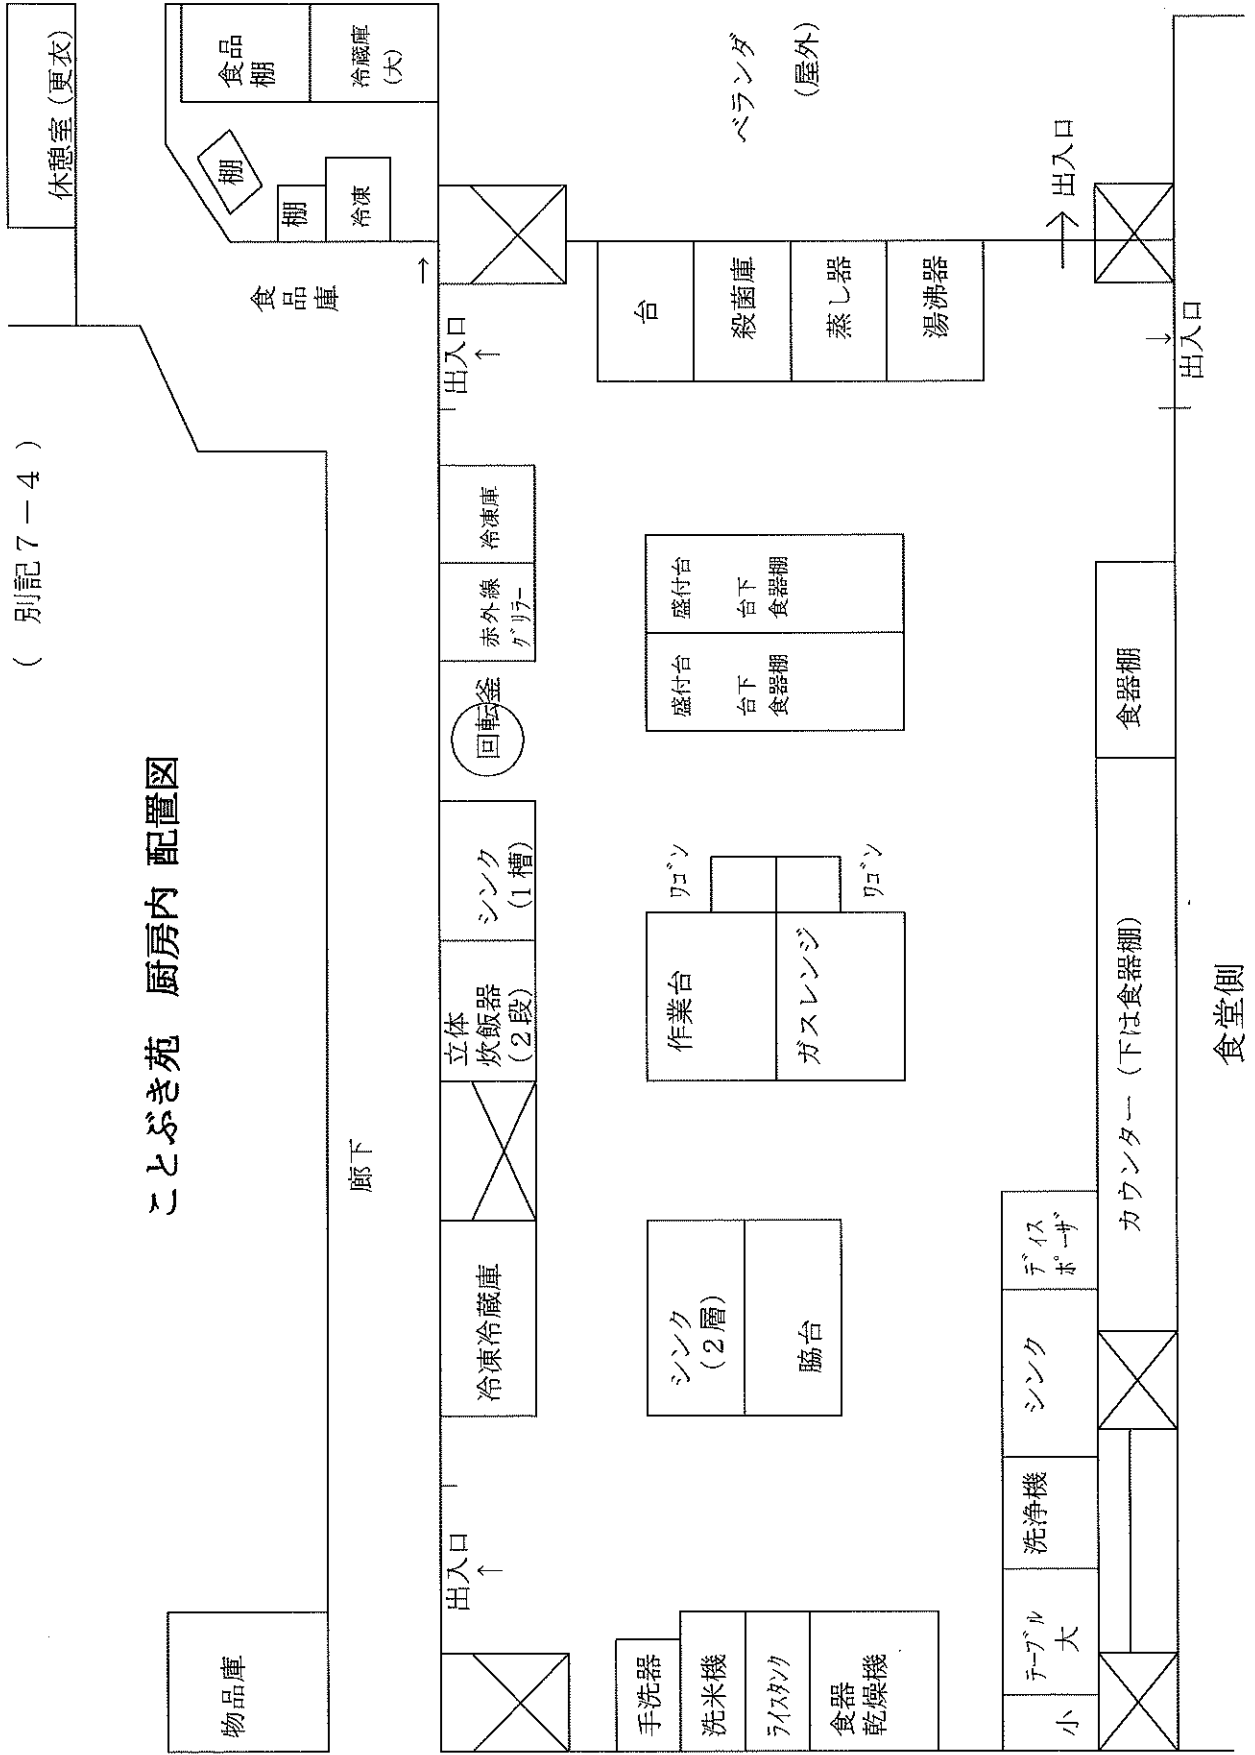 ( 別記７－４ )
ことぶき苑　厨房内 配置図
休憩室 (更衣)
物品庫
食品
棚
冷蔵庫
(大)
棚
棚
冷凍
食品庫
→
廊下
出入口
↑
出入口
↑
冷凍冷蔵庫
立体
炊飯器
(２段)
シンク
(１槽)
回転釜
赤外線
ｸﾞﾘﾗｰ
冷凍庫
ベランダ
(屋外)
手洗器
洗米機
ﾗｲｽﾀﾝｸ
食器
乾燥機
シンク
(２層)
脇台
作業台
ガスレンジ
ﾜｺﾞﾝ
ﾜｺﾞﾝ
盛付台
台下
食器棚
盛付台
台下
食器棚
台
殺菌庫
蒸し器
湯沸器
→ 出入口
小
ﾃｰﾌﾞﾙ
大
洗浄機
シンク
ﾃﾞｨｽ
ﾎﾟｰｻﾞ
カウンター (下は食器棚)
食器棚
←
出入口
食堂側